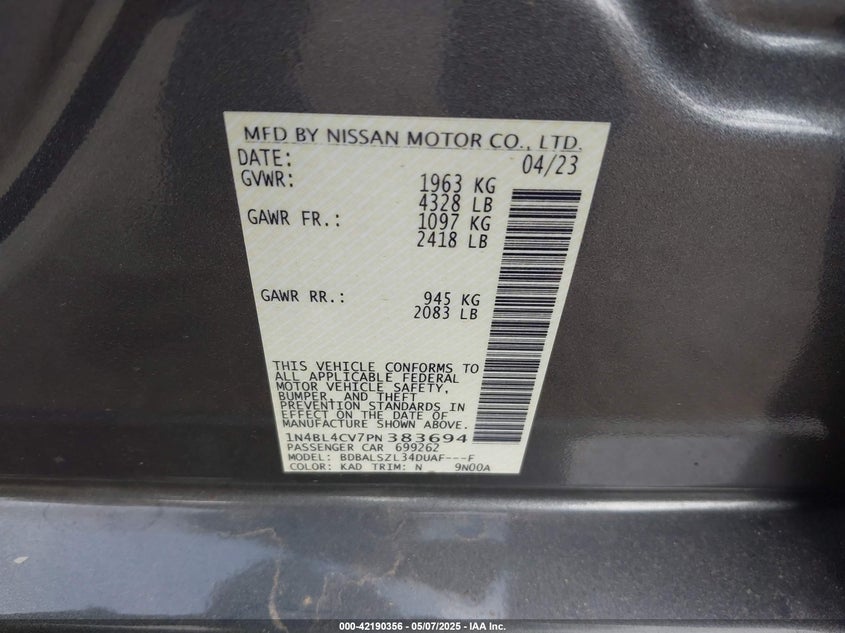 MFD BY NISSAN MOTOR CO., LTD.
DATE: 04/23
GVWR: 1963 KG
4328 LB
GAWR FR.: 1097 KG
2418 LB
GAWR RR.: 945 KG
2083 LB
THIS VEHICLE CONFORMS TO
ALL APPLICABLE FEDERAL
MOTOR VEHICLE SAFETY,
BUMPER, AND THEFT
PREVENTION STANDARDS IN
EFFECT ON THE DATE OF
MANUFACTURE SHOWN ABOVE.
1N4BL4CV7PN383694
PASSENGER CAR 699262
MODEL: BDBALSZL34DUAF---F
COLOR: KAD TRIM: N 9N00A
000-42190356 - 05/07/2025 - IAA Inc.